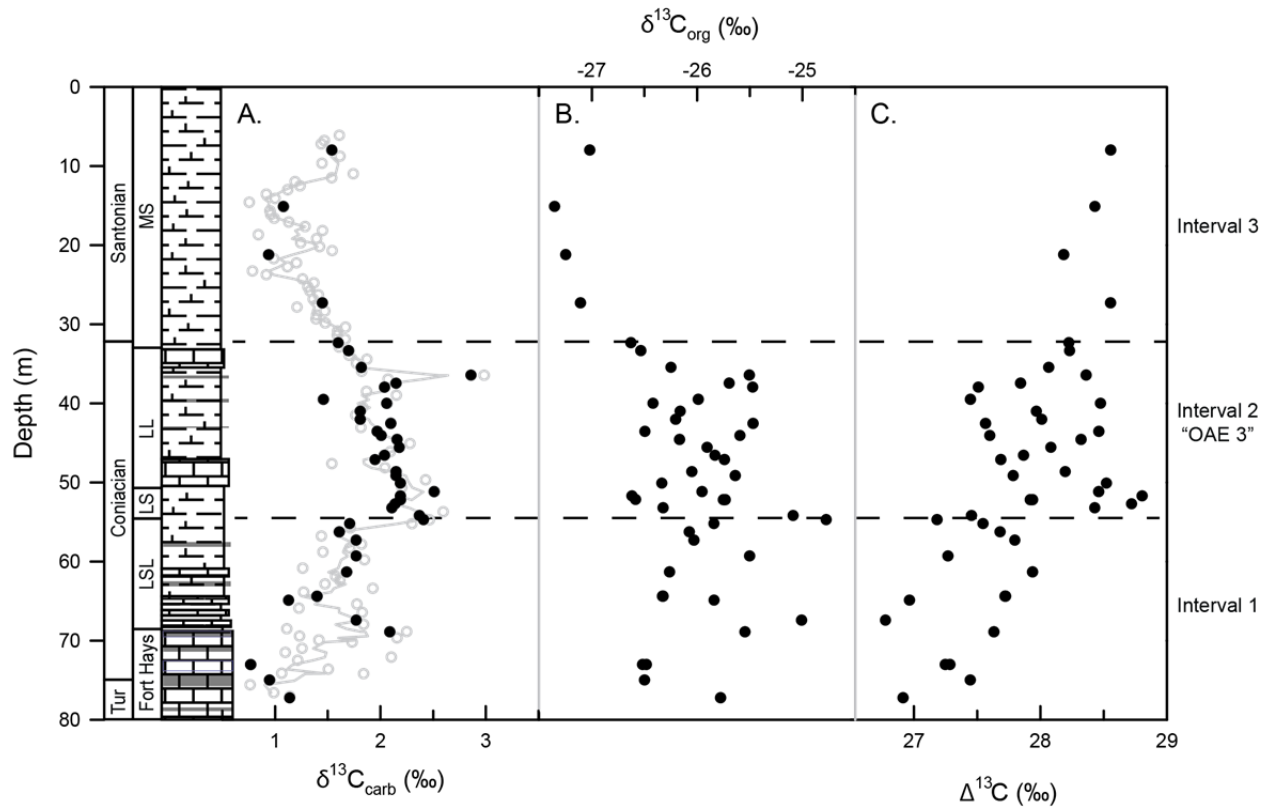 δ13Corg (‰)
-27 -26 -25
A. B. C.
0
10
20
30
40
50
60
70
80
Depth (m)
Santonian
Coniacian
Tur
MS
LL
LS
LSL
Fort Hays
Interval 3
Interval 2
“OAE 3”
Interval 1
1 2 3
27 28 29
δ13Ccarb (‰)
Δ13C (‰)